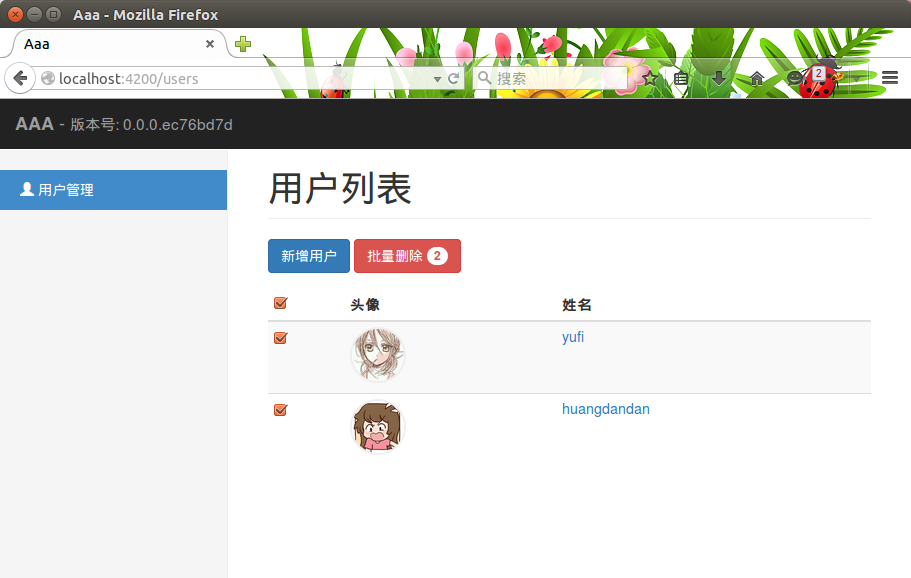 Aaa - Mozilla Firefox
Aaa
localhost:4200/users
搜索
2
AAA - 版本号: 0.0.0.ec76bd7d
用户管理
用户列表
新增用户 批量删除 2
头像 姓名
yufi
huangdandan